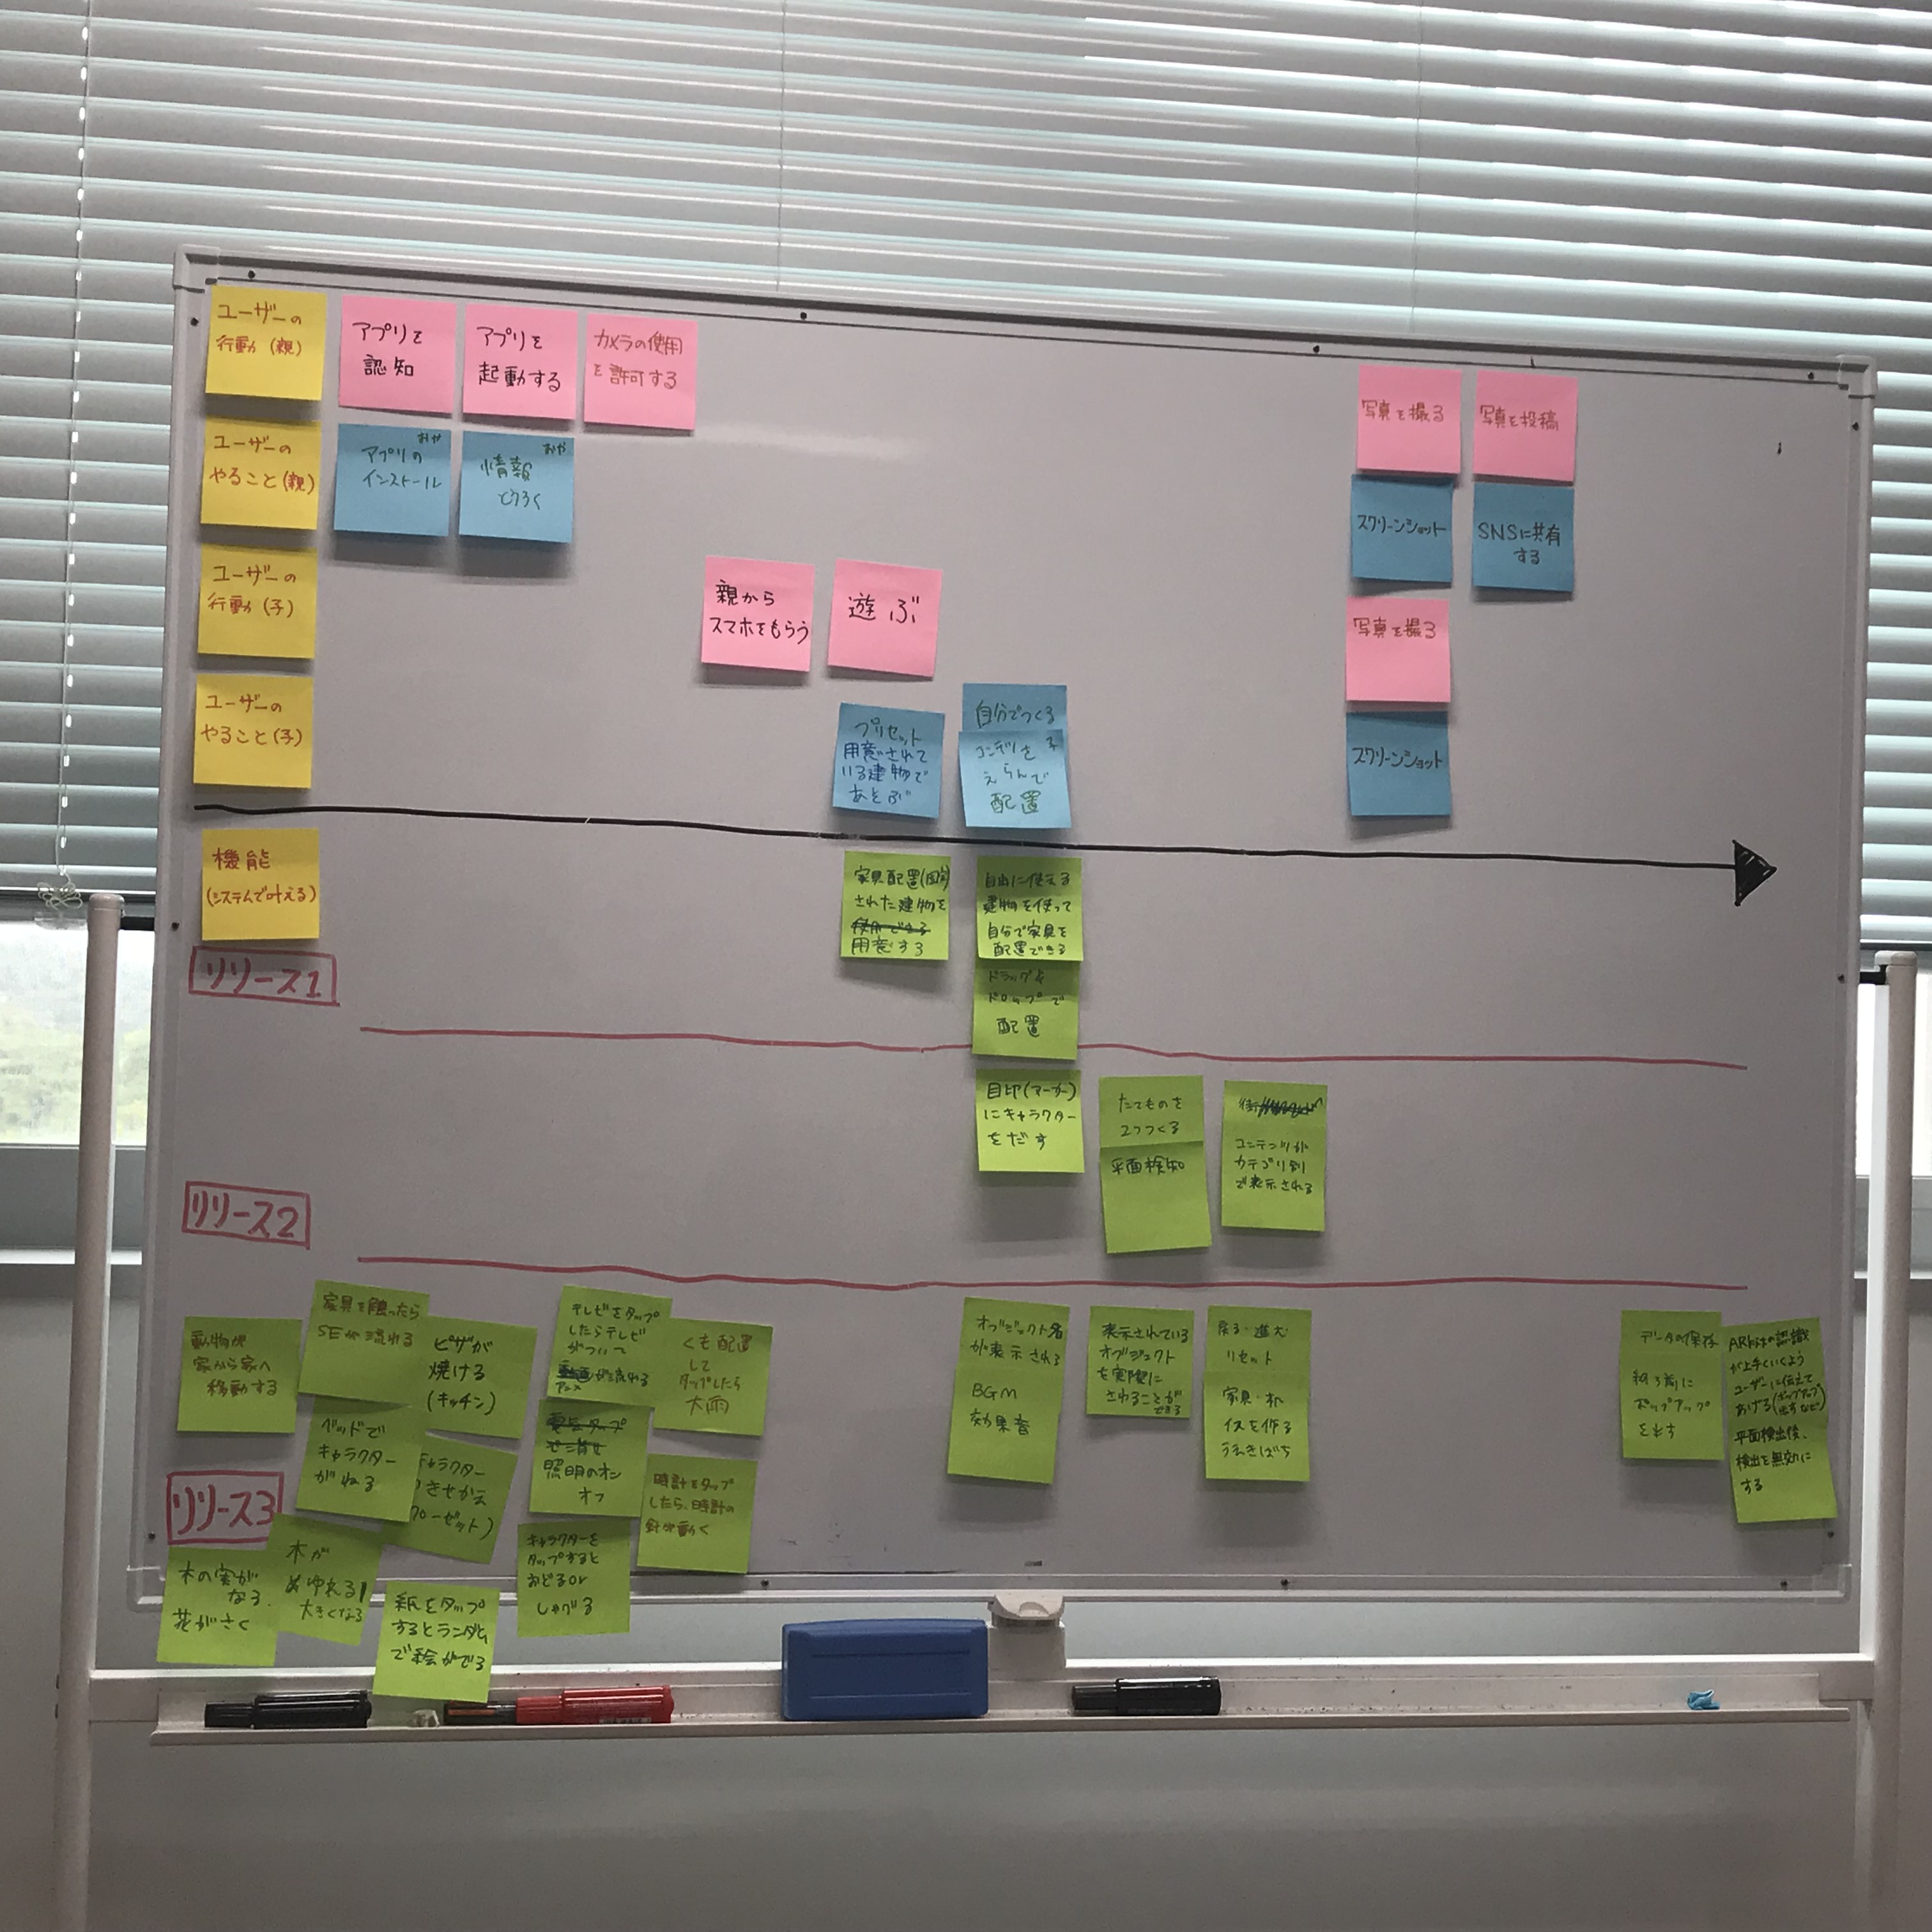 ユーザーの
行動(親)
アプリを
認知
アプリを
起動する
カメラの使用
を許可する
写真を撮る
写真を投稿
ユーザーの
やること(親)
おや
アプリの
インストール
おや
情報
とうろく
スクリーンショット
SNSに共有
する
ユーザーの
行動(子)
親から
スマホをもらう
遊ぶ
写真を撮る
ユーザーの
やること(子)
プリセット
用意されて
いる建物で
あそぶ
自分でつくる
子
コンテンツを
えらんで
配置
スクリーンショット
機能
(システムで叶える)
家具配置(固定)
された建物を
使用できる
用意する
自由に使える
建物を使って
自分で家具を
配置できる
ドラッグ&
ドロップで
配置
リリース1
目印(マーカー)
にキャラクター
をだす
たてものを
2つつくる
平面検知
街
コンテンツが
カテゴリ別
で表示される
リリース2
動物が
家から家へ
移動する
家具を触ったら
SEが流れる
ピザが
焼ける
(キッチン)
テレビをタップ
したらテレビ
がついて
動画が流れる
アニメ
くも配置
して
タップしたら
大雨
ベッドで
キャラクター
がねる
キャラクター
きせかえ
ローゼット)
電気タップ
で消せ
照明のオン
オフ
時計をタップ
したら、時計の
針が動く
木の実が
なる.
花がさく
木が
めゆれる!
大きくなる
紙をタップ
するとランダム
で絵がでる
キャラクターを
タップすると
おどるor
しゃべる
オブジェクト名
が表示される
BGM
効果音
表示されている
オブジェクト
を実際に
さわることが
できる
戻る・進む
リセット
家具・机
イスを作る
うえきばち
データの保存
終了前に
ポップアップ
を出す
ARkitの認識
が上手くいくよう
ユーザーに伝えて
あげる(ポップアップ
出すなど)
平面検出後、
検出を無効に
する
リリース3